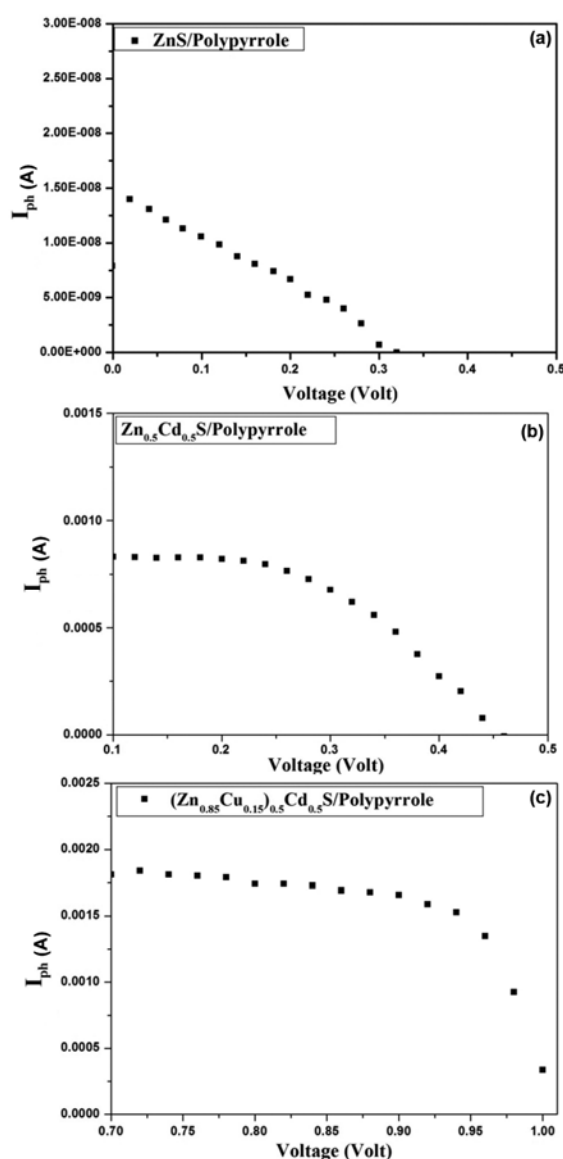 3.00E-008
ZnS/Polypyrrole
(a)
2.50E-008
2.00E-008
1.50E-008
1.00E-008
5.00E-009
0.00E+000
I_ph (A)
0.0 0.1 0.2 0.3 0.4 0.5
Voltage (Volt)
0.0015
Zn0.5Cd0.5S/Polypyrrole
(b)
0.0010
0.0005
0.0000
I_ph (A)
0.1 0.2 0.3 0.4 0.5
Voltage (Volt)
0.0025
(Zn0.85Cu0.15)0.5Cd0.5S/Polypyrrole
(c)
0.0020
0.0015
0.0010
0.0005
0.0000
I_ph (A)
0.70 0.75 0.80 0.85 0.90 0.95 1.00
Voltage (Volt)